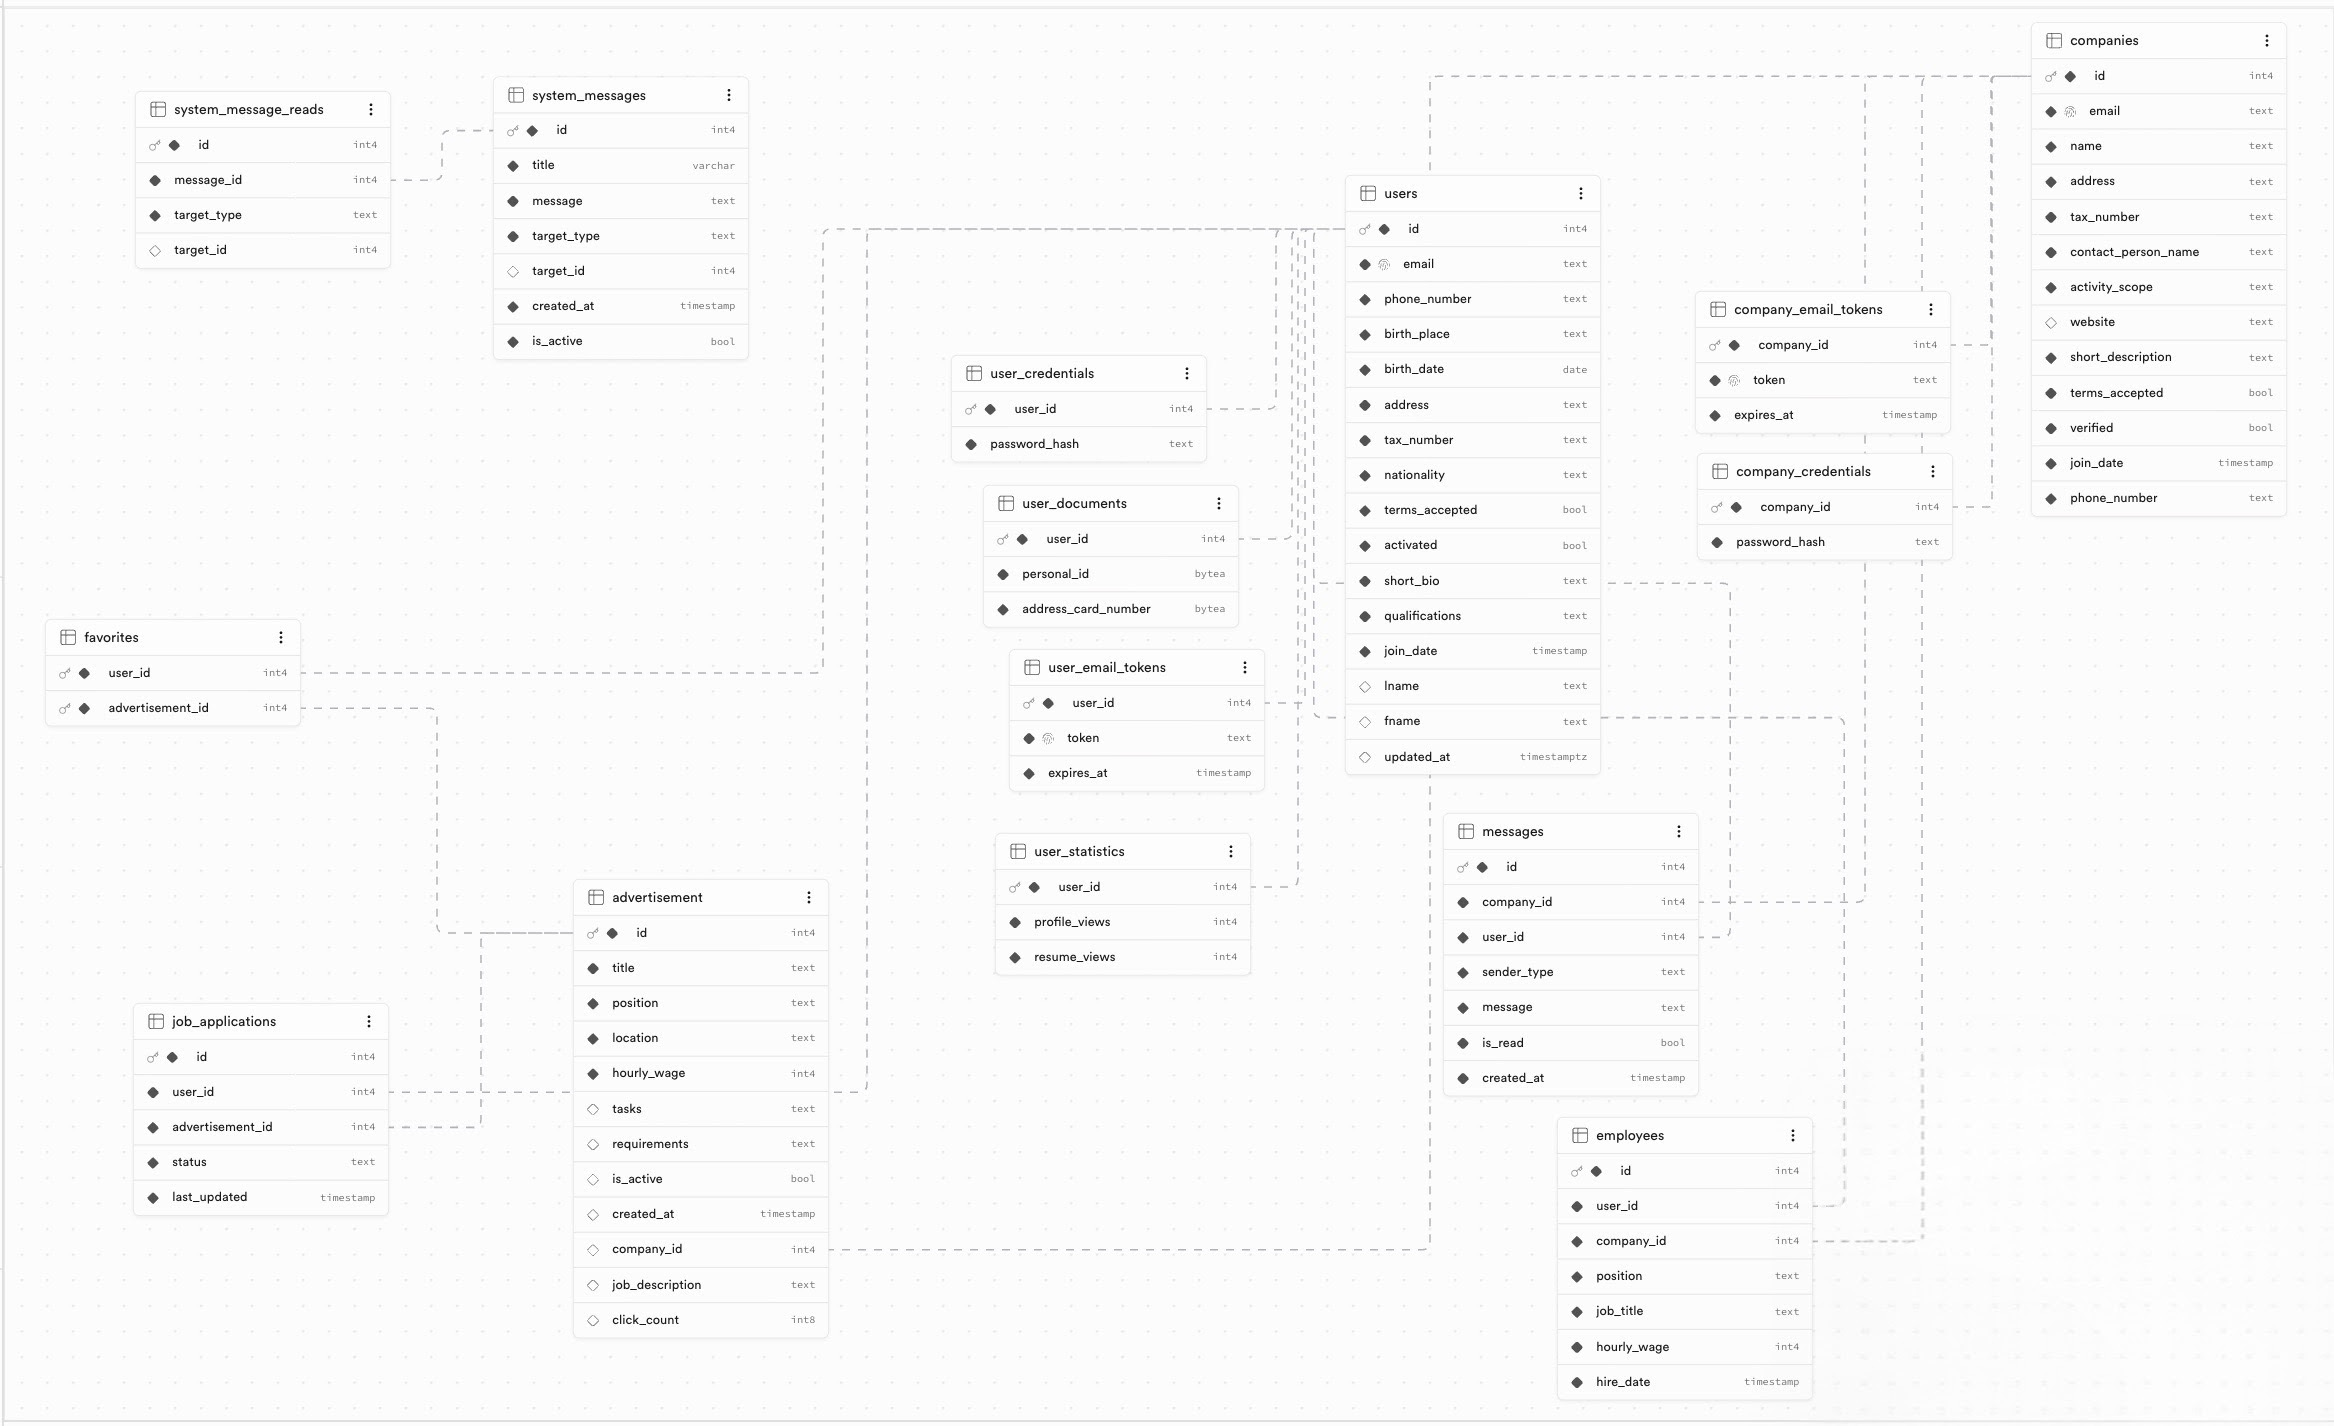 system_message_reads
id int4
message_id int4
target_type text
target_id int4
system_messages
id int4
title varchar
message text
target_type text
target_id int4
created_at timestamp
is_active bool
companies
id int4
email text
name text
address text
tax_number text
contact_person_name text
activity_scope text
website text
short_description text
terms_accepted bool
verified bool
join_date timestamp
phone_number text
users
id int4
email text
phone_number text
birth_place text
birth_date date
address text
tax_number text
nationality text
terms_accepted bool
activated bool
short_bio text
qualifications text
join_date timestamp
lname text
fname text
updated_at timestamptz
company_email_tokens
company_id int4
token text
expires_at timestamp
company_credentials
company_id int4
password_hash text
user_credentials
user_id int4
password_hash text
user_documents
user_id int4
personal_id bytea
address_card_number bytea
user_email_tokens
user_id int4
token text
expires_at timestamp
user_statistics
user_id int4
profile_views int4
resume_views int4
favorites
user_id int4
advertisement_id int4
advertisement
id int4
title text
position text
location text
hourly_wage int4
tasks text
requirements text
is_active bool
created_at timestamp
company_id int4
job_description text
click_count int8
job_applications
id int4
user_id int4
advertisement_id int4
status text
last_updated timestamp
messages
id int4
company_id int4
user_id int4
sender_type text
message text
is_read bool
created_at timestamp
employees
id int4
user_id int4
company_id int4
position text
job_title text
hourly_wage int4
hire_date timestamp